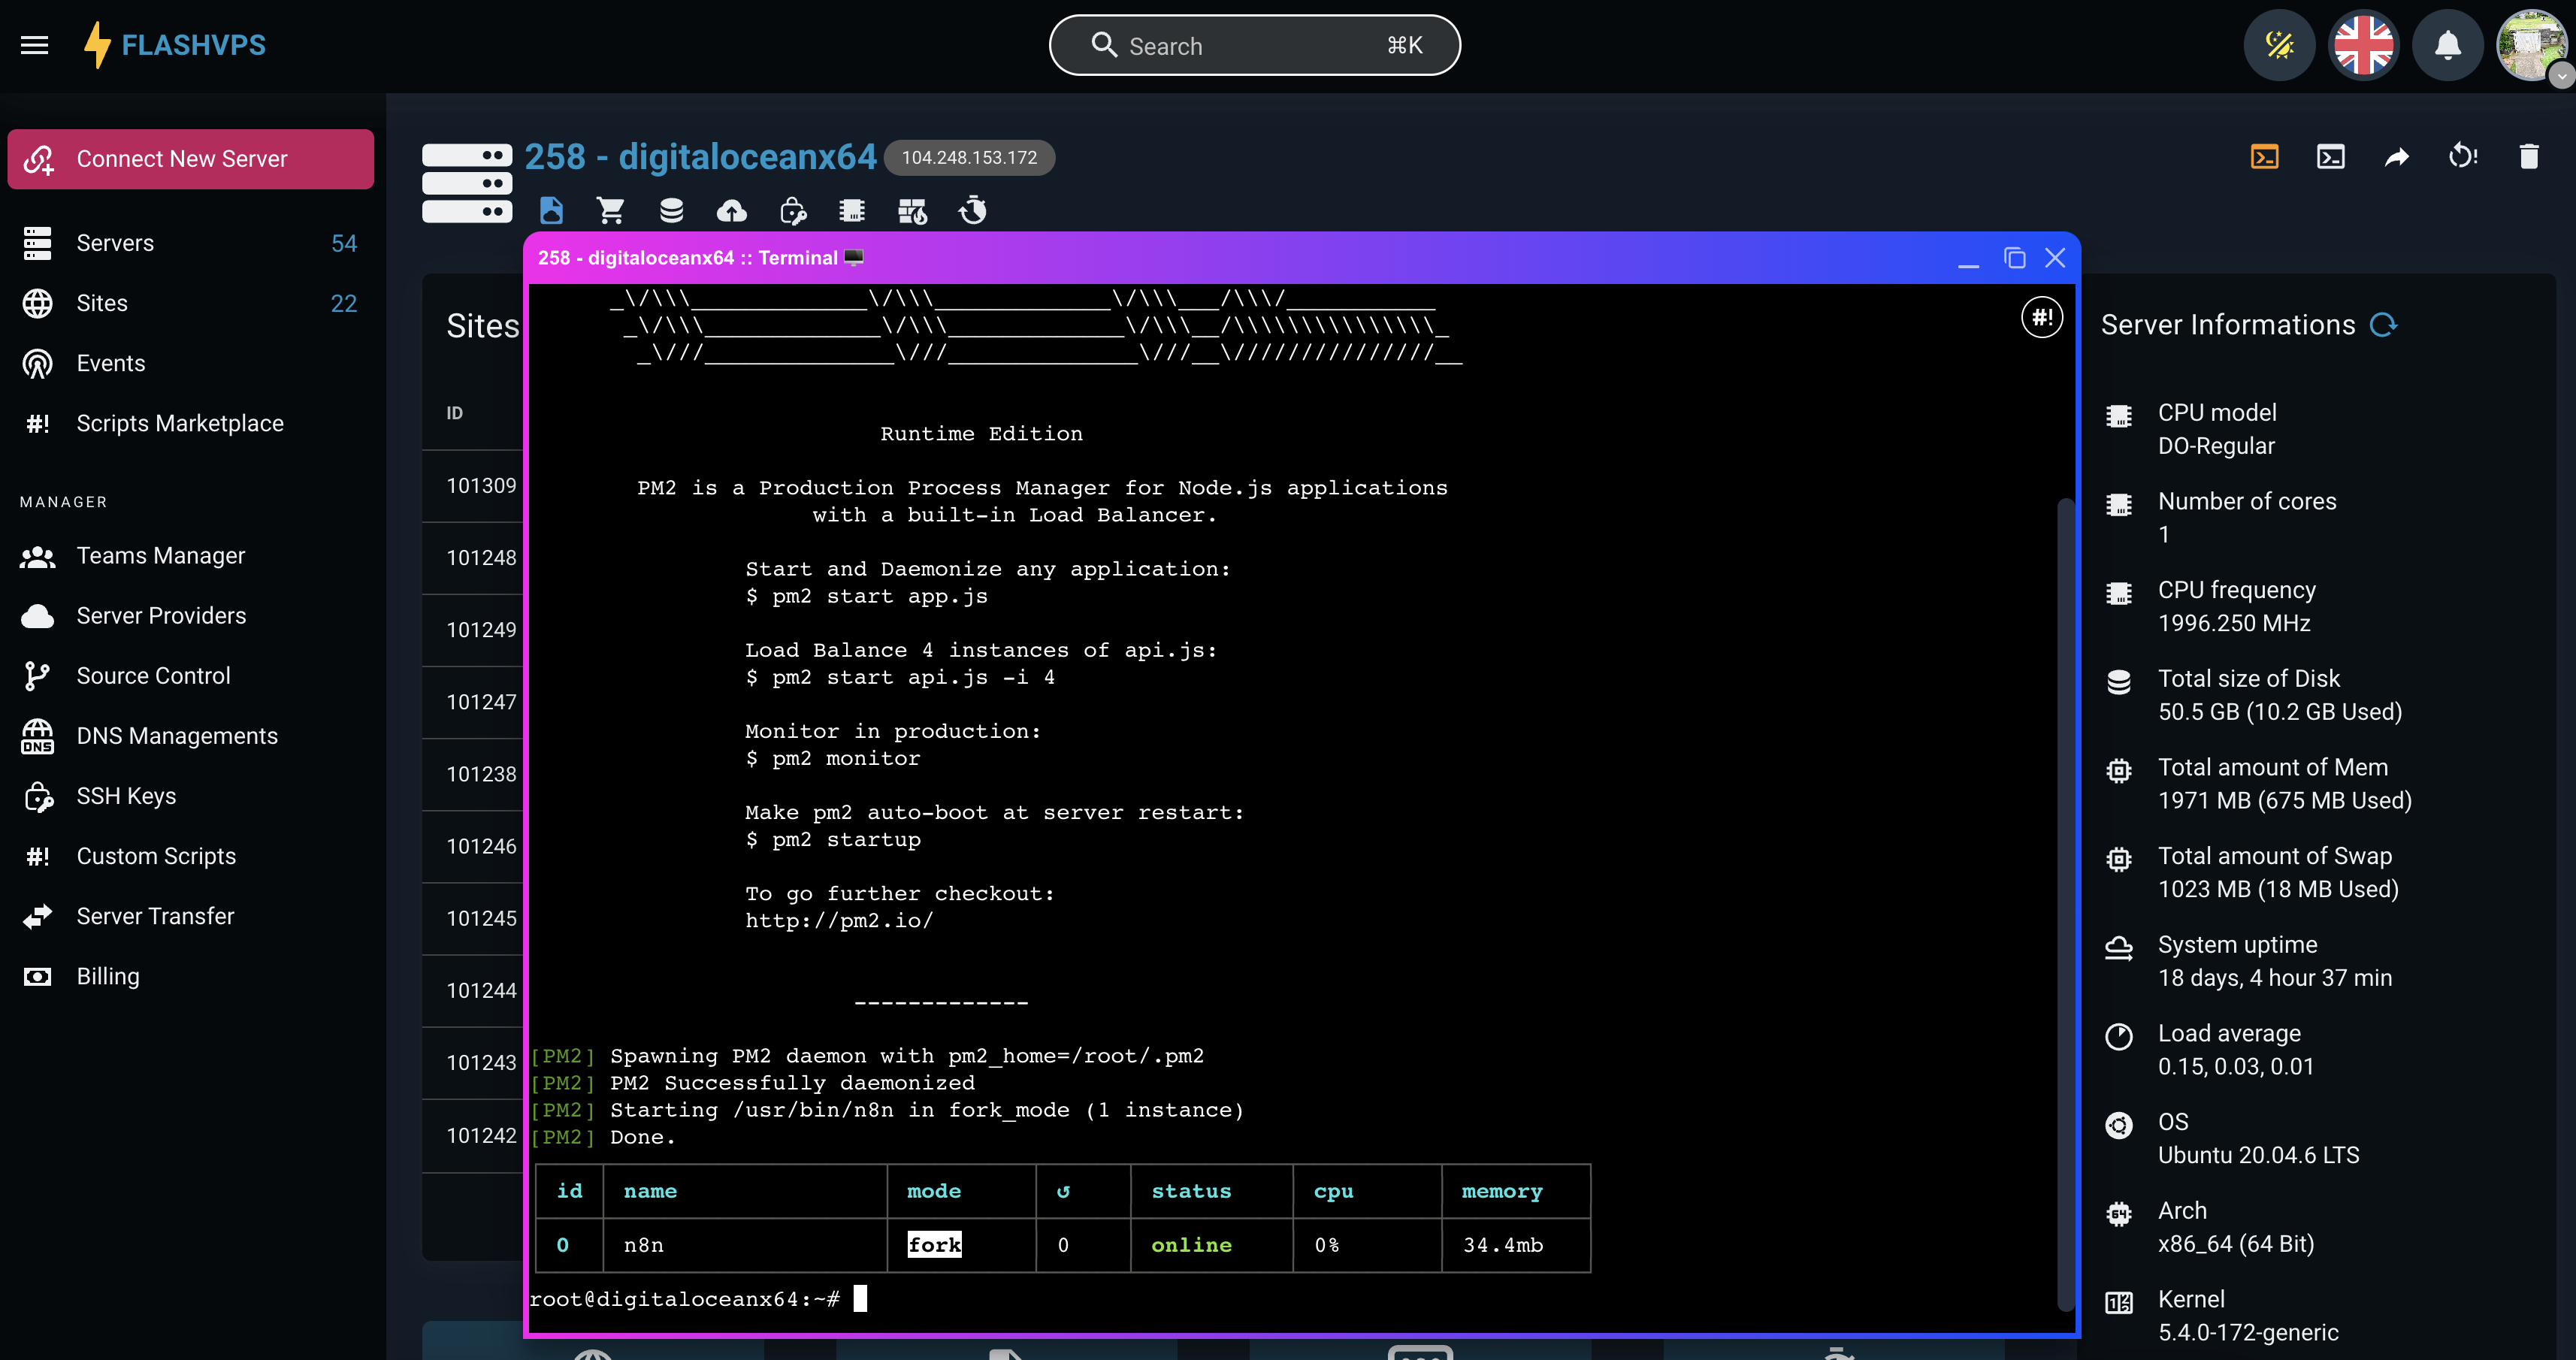 FLASHVPS
Search ⌘K
Connect New Server
Servers 54
Sites 22
Events
#! Scripts Marketplace
MANAGER
Teams Manager
Server Providers
Source Control
DNS DNS Managements
SSH Keys
#! Custom Scripts
Server Transfer
Billing
258 - digitaloceanx64 104.248.153.172
Sites
ID
101309
101248
101249
101247
101238
101246
101245
101244
101243
101242
258 - digitaloceanx64 :: Terminal
#!
_\/\\\_____________\/\\\_____________\/\\\___/\\\/___________
_\/\\\_____________\/\\\_____________\/\\\__/\\\\\\\\\\\\\\\_
_\///______________\///______________\///__\///////////////__
Runtime Edition
PM2 is a Production Process Manager for Node.js applications
with a built-in Load Balancer.
Start and Daemonize any application:
$ pm2 start app.js
Load Balance 4 instances of api.js:
$ pm2 start api.js -i 4
Monitor in production:
$ pm2 monitor
Make pm2 auto-boot at server restart:
$ pm2 startup
To go further checkout:
http://pm2.io/
-------------
[PM2] Spawning PM2 daemon with pm2_home=/root/.pm2
[PM2] PM2 Successfully daemonized
[PM2] Starting /usr/bin/n8n in fork_mode (1 instance)
[PM2] Done.
id name mode ↺ status cpu memory
0 n8n fork 0 online 0% 34.4mb
root@digitaloceanx64:~#
Server Informations
CPU model
DO-Regular
Number of cores
1
CPU frequency
1996.250 MHz
Total size of Disk
50.5 GB (10.2 GB Used)
Total amount of Mem
1971 MB (675 MB Used)
Total amount of Swap
1023 MB (18 MB Used)
System uptime
18 days, 4 hour 37 min
Load average
0.15, 0.03, 0.01
OS
Ubuntu 20.04.6 LTS
64 Arch
x86_64 (64 Bit)
Kernel
5.4.0-172-generic